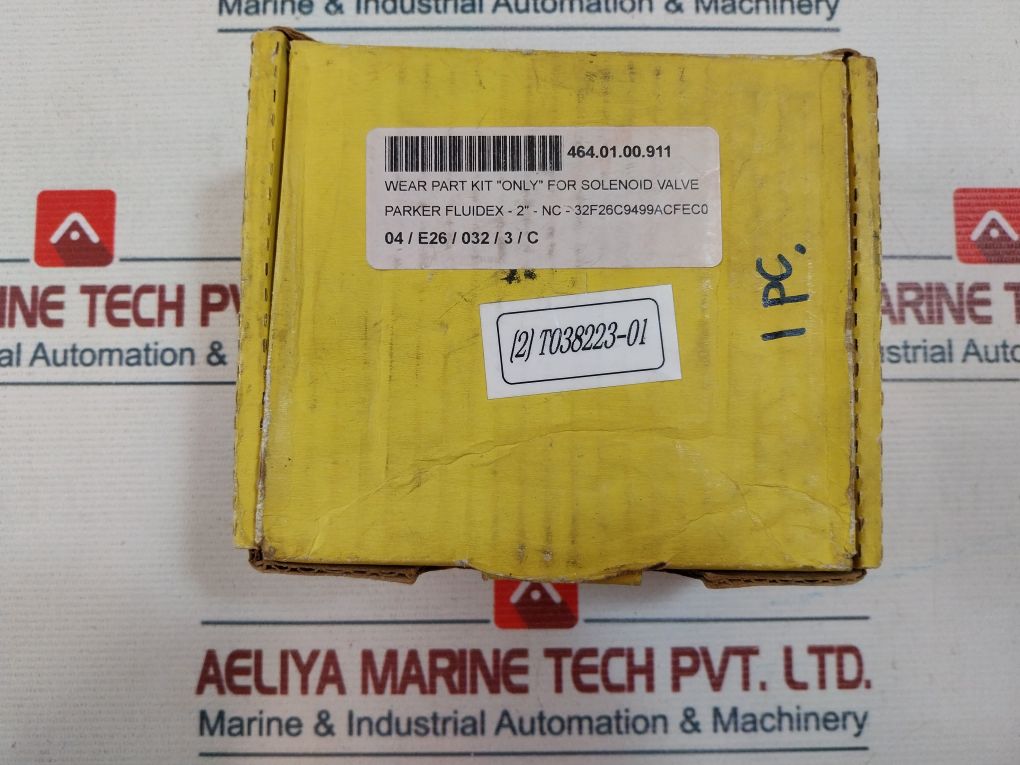 Marine & Industrial Automation & Machinery
464.01.00.911
WEAR PART KIT "ONLY" FOR SOLENOID VALVE
PARKER FLUIDEX - 2" - NC - 32F26C9499ACFEC0
04 / E26 / 032 / 3 / C
1 PC.
(2) T038223-01
INE TECH PV
al Automation &
MARINE
ustrial Auto
AELIYA MARINE TECH PVT. LTD.
Marine & Industrial Automation & Machinery